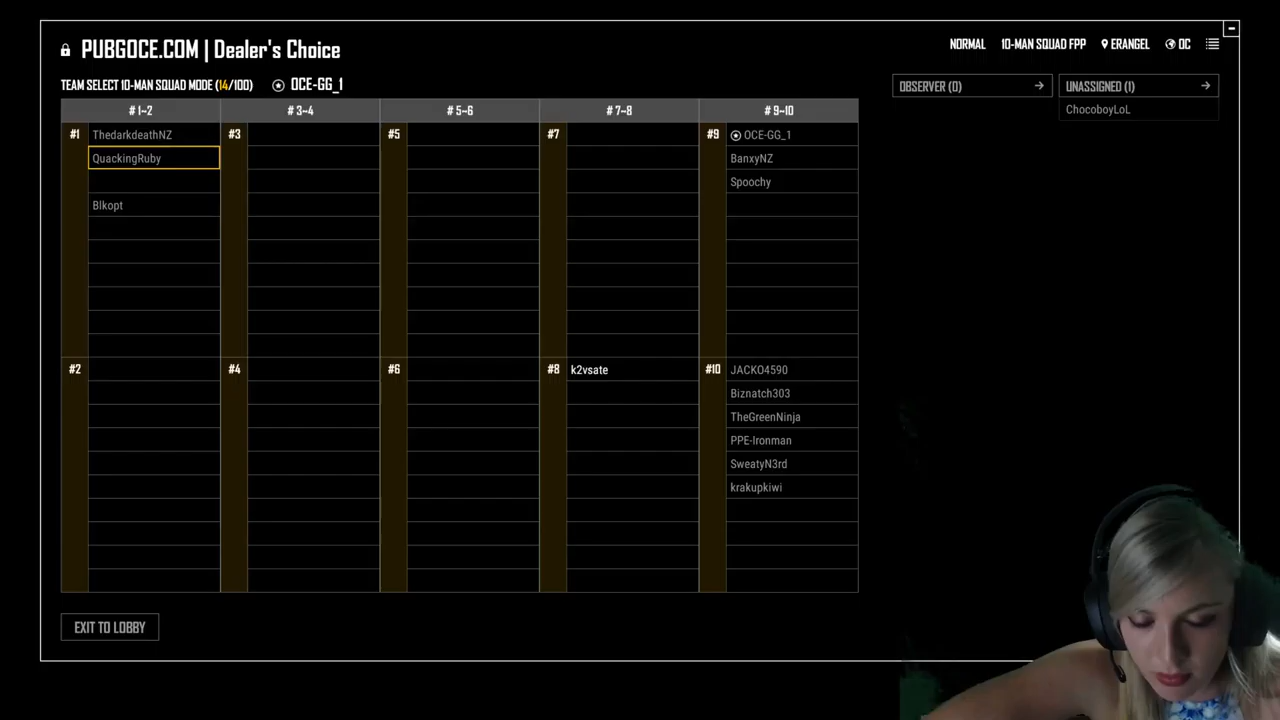 PUBGOCE.COM | Dealer's Choice
NORMAL 10-MAN SQUAD FPP ERANGEL OC
TEAM SELECT 10-MAN SQUAD MODE (14/100) OCE-GG_1
OBSERVER (0) UNASSIGNED (1)
ChocoboyLoL
# 1~2 # 3~4 # 5~6 # 7~8 # 9~10
#1 ThedarkdeathNZ #3 #5 #7 #9 OCE-GG_1
QuackingRuby BanxyNZ
Spoochy
Blkopt
#2 #4 #6 #8 k2vsate #10 JACKO4590
Biznatch303
TheGreenNinja
PPE-Ironman
SweatyN3rd
krakupkiwi
EXIT TO LOBBY